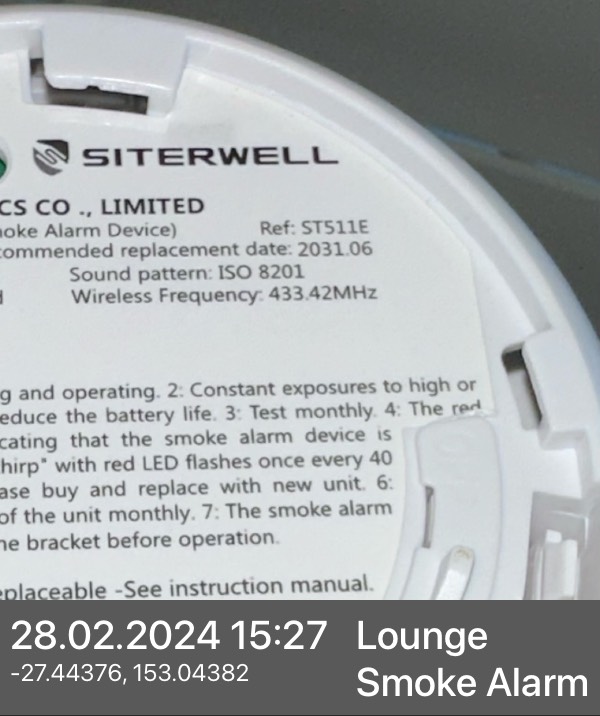 SITERWELL
CS CO ., LIMITED
noke Alarm Device) Ref: ST511E
commended replacement date: 2031.06
Sound pattern: ISO 8201
d Wireless Frequency: 433.42MHz
g and operating. 2: Constant exposures to high or
educe the battery life. 3: Test monthly. 4: The red
cating that the smoke alarm device is
hirp" with red LED flashes once every 40
ase buy and replace with new unit. 6:
of the unit monthly. 7: The smoke alarm
he bracket before operation.
eplaceable -See instruction manual.
28.02.2024 15:27 Lounge
-27.44376, 153.04382
Smoke Alarm